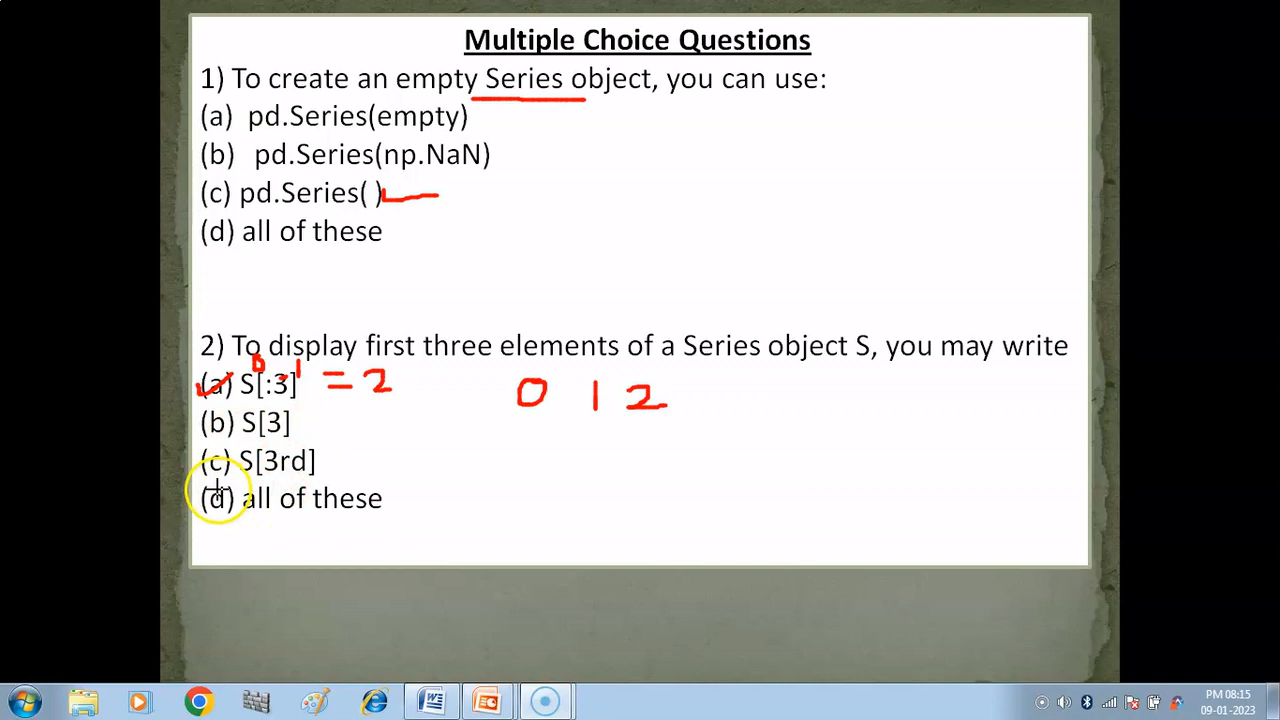 Multiple Choice Questions
1) To create an empty Series object, you can use:
(a) pd.Series(empty)
(b) pd.Series(np.NaN)
(c) pd.Series( )
(d) all of these
2) To display first three elements of a Series object S, you may write
0 -1
(a) S[:3] = 2 0 1 2
(b) S[3]
(c) S[3rd]
(d) all of these
PM 08:15
09-01-2023